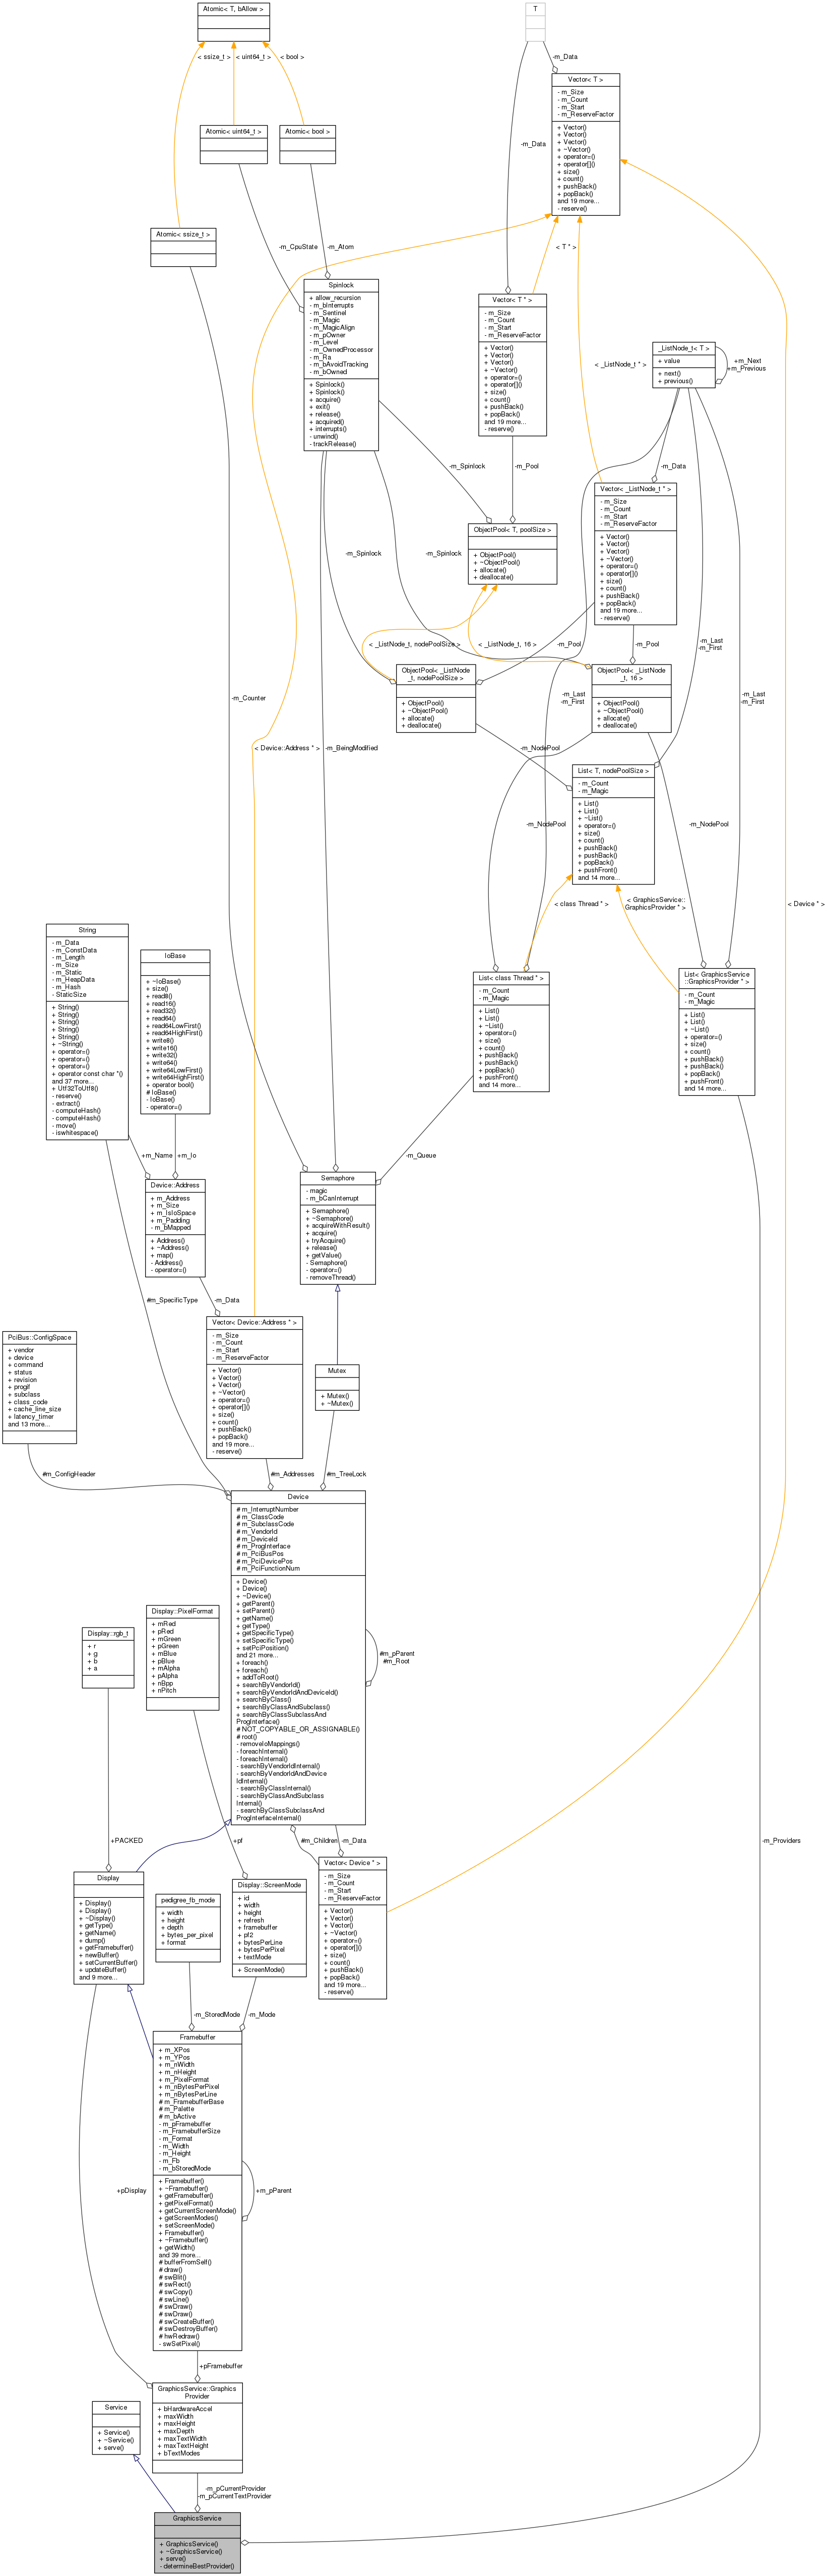 Atomic< T, bAllow >
T
< ssize_t >
< uint64_t >
< bool >
-m_Data
Vector< T >
- m_Size
- m_Count
- m_Start
- m_ReserveFactor
+ Vector()
+ Vector()
+ Vector()
+ ~Vector()
+ operator=()
+ operator[]()
+ size()
+ count()
+ pushBack()
+ popBack()
and 19 more...
- reserve()
Atomic< uint64_t >
Atomic< bool >
-m_Data
Atomic< ssize_t >
-m_CpuState
-m_Atom
< T * >
Spinlock
+ allow_recursion
- m_bInterrupts
- m_Sentinel
- m_Magic
- m_MagicAlign
- m_pOwner
- m_Level
- m_OwnedProcessor
- m_Ra
- m_bAvoidTracking
- m_bOwned
+ Spinlock()
+ Spinlock()
+ acquire()
+ exit()
+ release()
+ acquired()
+ interrupts()
- unwind()
- trackRelease()
Vector< T * >
- m_Size
- m_Count
- m_Start
- m_ReserveFactor
+ Vector()
+ Vector()
+ Vector()
+ ~Vector()
+ operator=()
+ operator[]()
+ size()
+ count()
+ pushBack()
+ popBack()
and 19 more...
- reserve()
_ListNode_t< T >
+ value
+ next()
+ previous()
+m_Next
+m_Previous
< _ListNode_t * >
-m_Spinlock
-m_Pool
-m_Data
Vector< _ListNode_t * >
- m_Size
- m_Count
- m_Start
- m_ReserveFactor
+ Vector()
+ Vector()
+ Vector()
+ ~Vector()
+ operator=()
+ operator[]()
+ size()
+ count()
+ pushBack()
+ popBack()
and 19 more...
- reserve()
ObjectPool< T, poolSize >
+ ObjectPool()
+ ~ObjectPool()
+ allocate()
+ deallocate()
-m_Spinlock
-m_Spinlock
< _ListNode_t, nodePoolSize >
< _ListNode_t, 16 >
-m_Pool
-m_Pool
-m_Last
-m_First
ObjectPool< _ListNode
_t, nodePoolSize >
+ ObjectPool()
+ ~ObjectPool()
+ allocate()
+ deallocate()
ObjectPool< _ListNode
_t, 16 >
+ ObjectPool()
+ ~ObjectPool()
+ allocate()
+ deallocate()
-m_Counter
-m_Last
-m_First
-m_Last
-m_First
< Device::Address * >
-m_BeingModified
-m_NodePool
List< T, nodePoolSize >
- m_Count
- m_Magic
+ List()
+ List()
+ ~List()
+ operator=()
+ size()
+ count()
+ pushBack()
+ pushBack()
+ popBack()
+ pushFront()
and 14 more...
-m_NodePool
-m_NodePool
< class Thread * >
< GraphicsService::
GraphicsProvider * >
< Device * >
String
- m_Data
- m_ConstData
- m_Length
- m_Size
- m_Static
- m_HeapData
- m_Hash
- StaticSize
+ String()
+ String()
+ String()
+ String()
+ String()
+ ~String()
+ operator=()
+ operator=()
+ operator=()
+ operator const char *()
and 37 more...
+ Utf32ToUtf8()
- reserve()
- extract()
- computeHash()
- computeHash()
- move()
- iswhitespace()
IoBase
+ ~IoBase()
+ size()
+ read8()
+ read16()
+ read32()
+ read64()
+ read64LowFirst()
+ read64HighFirst()
+ write8()
+ write16()
+ write32()
+ write64()
+ write64LowFirst()
+ write64HighFirst()
+ operator bool()
# IoBase()
- IoBase()
- operator=()
List< class Thread * >
- m_Count
- m_Magic
+ List()
+ List()
+ ~List()
+ operator=()
+ size()
+ count()
+ pushBack()
+ pushBack()
+ popBack()
+ pushFront()
and 14 more...
List< GraphicsService
::GraphicsProvider * >
- m_Count
- m_Magic
+ List()
+ List()
+ ~List()
+ operator=()
+ size()
+ count()
+ pushBack()
+ pushBack()
+ popBack()
+ pushFront()
and 14 more...
+m_Name
+m_Io
-m_Queue
Device::Address
+ m_Address
+ m_Size
+ m_IsIoSpace
+ m_Padding
- m_bMapped
+ Address()
+ ~Address()
+ map()
- Address()
- operator=()
Semaphore
- magic
- m_bCanInterrupt
+ Semaphore()
+ ~Semaphore()
+ acquireWithResult()
+ acquire()
+ tryAcquire()
+ release()
+ getValue()
- Semaphore()
- operator=()
- removeThread()
#m_SpecificType
-m_Data
Vector< Device::Address * >
- m_Size
- m_Count
- m_Start
- m_ReserveFactor
+ Vector()
+ Vector()
+ Vector()
+ ~Vector()
+ operator=()
+ operator[]()
+ size()
+ count()
+ pushBack()
+ popBack()
and 19 more...
- reserve()
PciBus::ConfigSpace
+ vendor
+ device
+ command
+ status
+ revision
+ progif
+ subclass
+ class_code
+ cache_line_size
+ latency_timer
and 13 more...
Mutex
+ Mutex()
+ ~Mutex()
#m_ConfigHeader
#m_Addresses
#m_TreeLock
Device
# m_InterruptNumber
# m_ClassCode
# m_SubclassCode
# m_VendorId
# m_DeviceId
# m_ProgInterface
# m_PciBusPos
# m_PciDevicePos
# m_PciFunctionNum
+ Device()
+ Device()
+ ~Device()
+ getParent()
+ setParent()
+ getName()
+ getType()
+ getSpecificType()
+ setSpecificType()
+ setPciPosition()
and 21 more...
+ foreach()
+ foreach()
+ addToRoot()
+ searchByVendorId()
+ searchByVendorIdAndDeviceId()
+ searchByClass()
+ searchByClassAndSubclass()
+ searchByClassSubclassAnd
ProgInterface()
# NOT_COPYABLE_OR_ASSIGNABLE()
# root()
- removeIoMappings()
- foreachInternal()
- foreachInternal()
- searchByVendorIdInternal()
- searchByVendorIdAndDevice
IdInternal()
- searchByClassInternal()
- searchByClassAndSubclass
Internal()
- searchByClassSubclassAnd
ProgInterfaceInternal()
#m_pParent
#m_Root
Display::PixelFormat
+ mRed
+ pRed
+ mGreen
+ pGreen
+ mBlue
+ pBlue
+ mAlpha
+ pAlpha
+ nBpp
+ nPitch
Display::rgb_t
+ r
+ g
+ b
+ a
+PACKED
+pf
#m_Children
-m_Data
-m_Providers
Vector< Device * >
- m_Size
- m_Count
- m_Start
- m_ReserveFactor
+ Vector()
+ Vector()
+ Vector()
+ ~Vector()
+ operator=()
+ operator[]()
+ size()
+ count()
+ pushBack()
+ popBack()
and 19 more...
- reserve()
Display
+ Display()
+ Display()
+ ~Display()
+ getType()
+ getName()
+ dump()
+ getFramebuffer()
+ newBuffer()
+ setCurrentBuffer()
+ updateBuffer()
and 9 more...
pedigree_fb_mode
+ width
+ height
+ depth
+ bytes_per_pixel
+ format
Display::ScreenMode
+ id
+ width
+ height
+ refresh
+ framebuffer
+ pf2
+ bytesPerLine
+ bytesPerPixel
+ textMode
+ ScreenMode()
-m_StoredMode
-m_Mode
Framebuffer
+ m_XPos
+ m_YPos
+ m_nWidth
+ m_nHeight
+ m_PixelFormat
+ m_nBytesPerPixel
+ m_nBytesPerLine
# m_FramebufferBase
# m_Palette
# m_bActive
- m_pFramebuffer
- m_FramebufferSize
- m_Format
- m_Width
- m_Height
- m_Fb
- m_bStoredMode
+ Framebuffer()
+ ~Framebuffer()
+ getFramebuffer()
+ getPixelFormat()
+ getCurrentScreenMode()
+ getScreenModes()
+ setScreenMode()
+ Framebuffer()
+ ~Framebuffer()
+ getWidth()
and 39 more...
# bufferFromSelf()
# draw()
# swBlit()
# swRect()
# swCopy()
# swLine()
# swDraw()
# swDraw()
# swCreateBuffer()
# swDestroyBuffer()
# hwRedraw()
- swSetPixel()
+m_pParent
+pDisplay
+pFramebuffer
GraphicsService::Graphics
Provider
+ bHardwareAccel
+ maxWidth
+ maxHeight
+ maxDepth
+ maxTextWidth
+ maxTextHeight
+ bTextModes
Service
+ Service()
+ ~Service()
+ serve()
-m_pCurrentProvider
-m_pCurrentTextProvider
GraphicsService
+ GraphicsService()
+ ~GraphicsService()
+ serve()
- determineBestProvider()